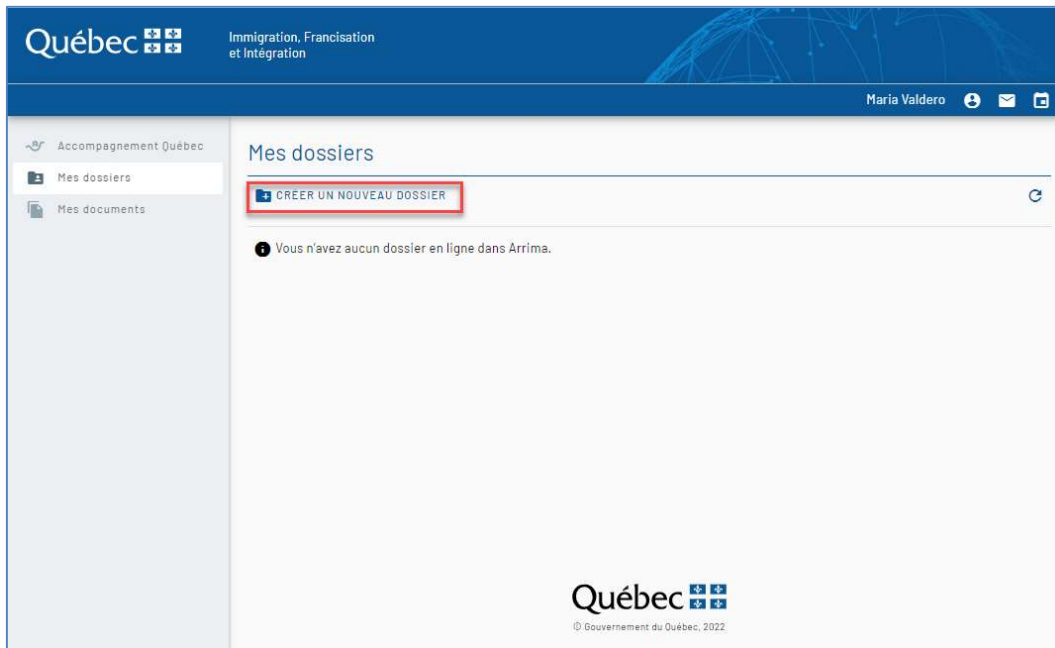 Québec
Immigration, Francisation
et Intégration
Maria Valdero
Accompagnement Québec
Mes dossiers
Mes documents
Mes dossiers
CRÉER UN NOUVEAU DOSSIER
Vous n'avez aucun dossier en ligne dans Arrima.
Québec
© Gouvernement du Québec, 2022